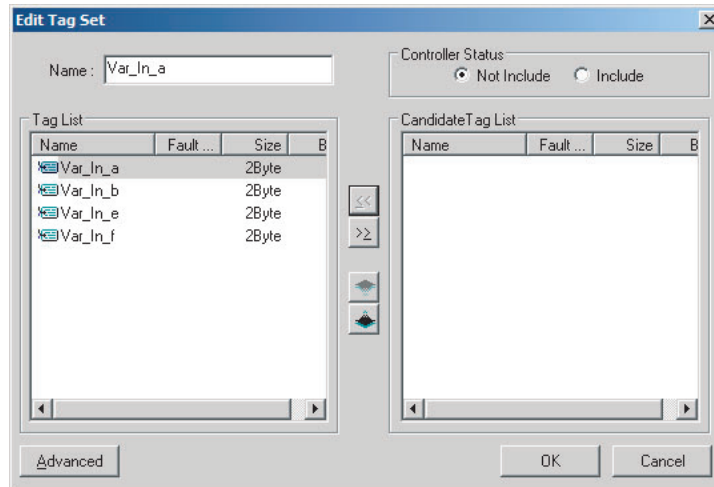 Edit Tag Set
Name : Var_In_a
Controller Status
Not Include Include
Tag List
Name Fault ... Size B
Var_In_a 2Byte
Var_In_b 2Byte
Var_In_e 2Byte
Var_In_f 2Byte
<<
>>
CandidateTag List
Name Fault ... Size B
Advanced
OK Cancel